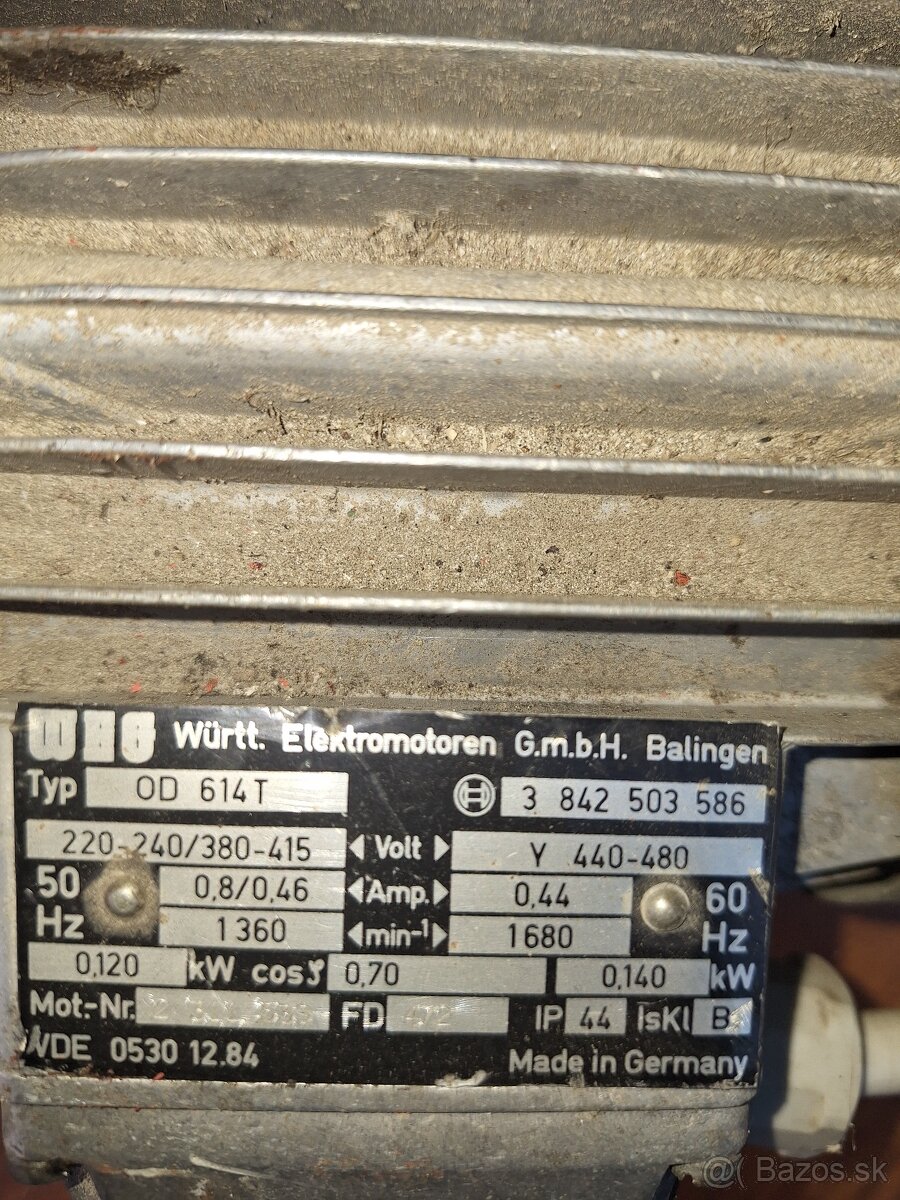 WEG Württ. Elektromotoren G.m.b.H. Balingen
Typ OD 614T 3 842 503 586
220-240/380-415 Volt Y 440-480
50 Hz 0,8/0,46 Amp. 0,44 60 Hz
1360 min-1 1680
0,120 kW cosφ 0,70 0,140 kW
Mot.-Nr. FD IP 44 IsKl B
VDE 0530 12.84 Made in Germany
@( Bazos.sk